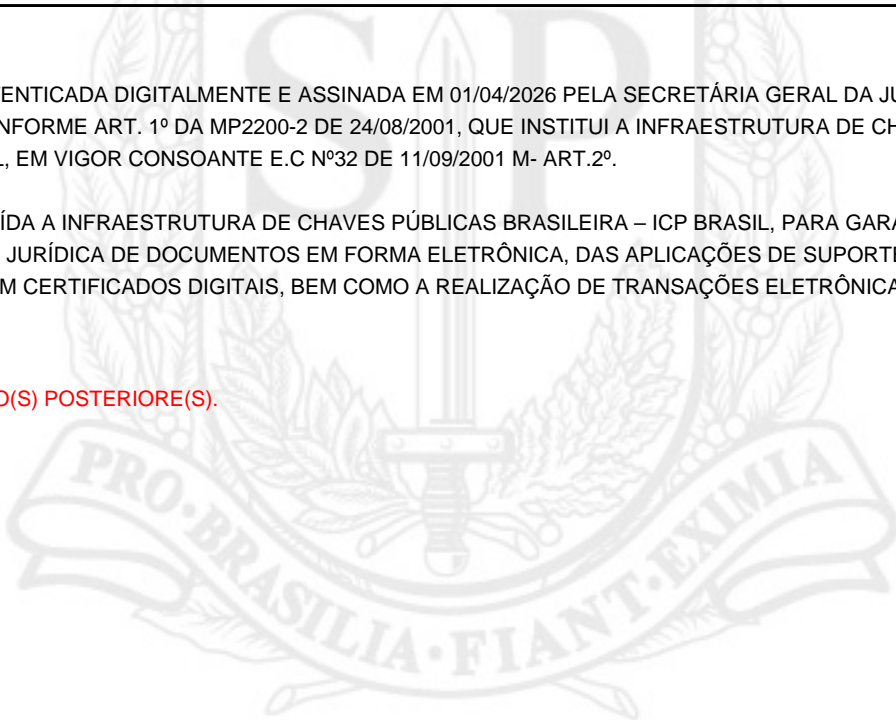 ENTICADA DIGITALMENTE E ASSINADA EM 01/04/2026 PELA SECRETÁRIA GERAL DA JU
NFORME ART. 1º DA MP2200-2 DE 24/08/2001, QUE INSTITUI A INFRAESTRUTURA DE CH
L, EM VIGOR CONSOANTE E.C Nº32 DE 11/09/2001 M- ART.2º.
ÍDA A INFRAESTRUTURA DE CHAVES PÚBLICAS BRASILEIRA – ICP BRASIL, PARA GARA
JURÍDICA DE DOCUMENTOS EM FORMA ELETRÔNICA, DAS APLICAÇÕES DE SUPORTE
M CERTIFICADOS DIGITAIS, BEM COMO A REALIZAÇÃO DE TRANSAÇÕES ELETRÔNICA
O(S) POSTERIORE(S).
SP
PRO·BRASILIA·FIANT·EXIMIA